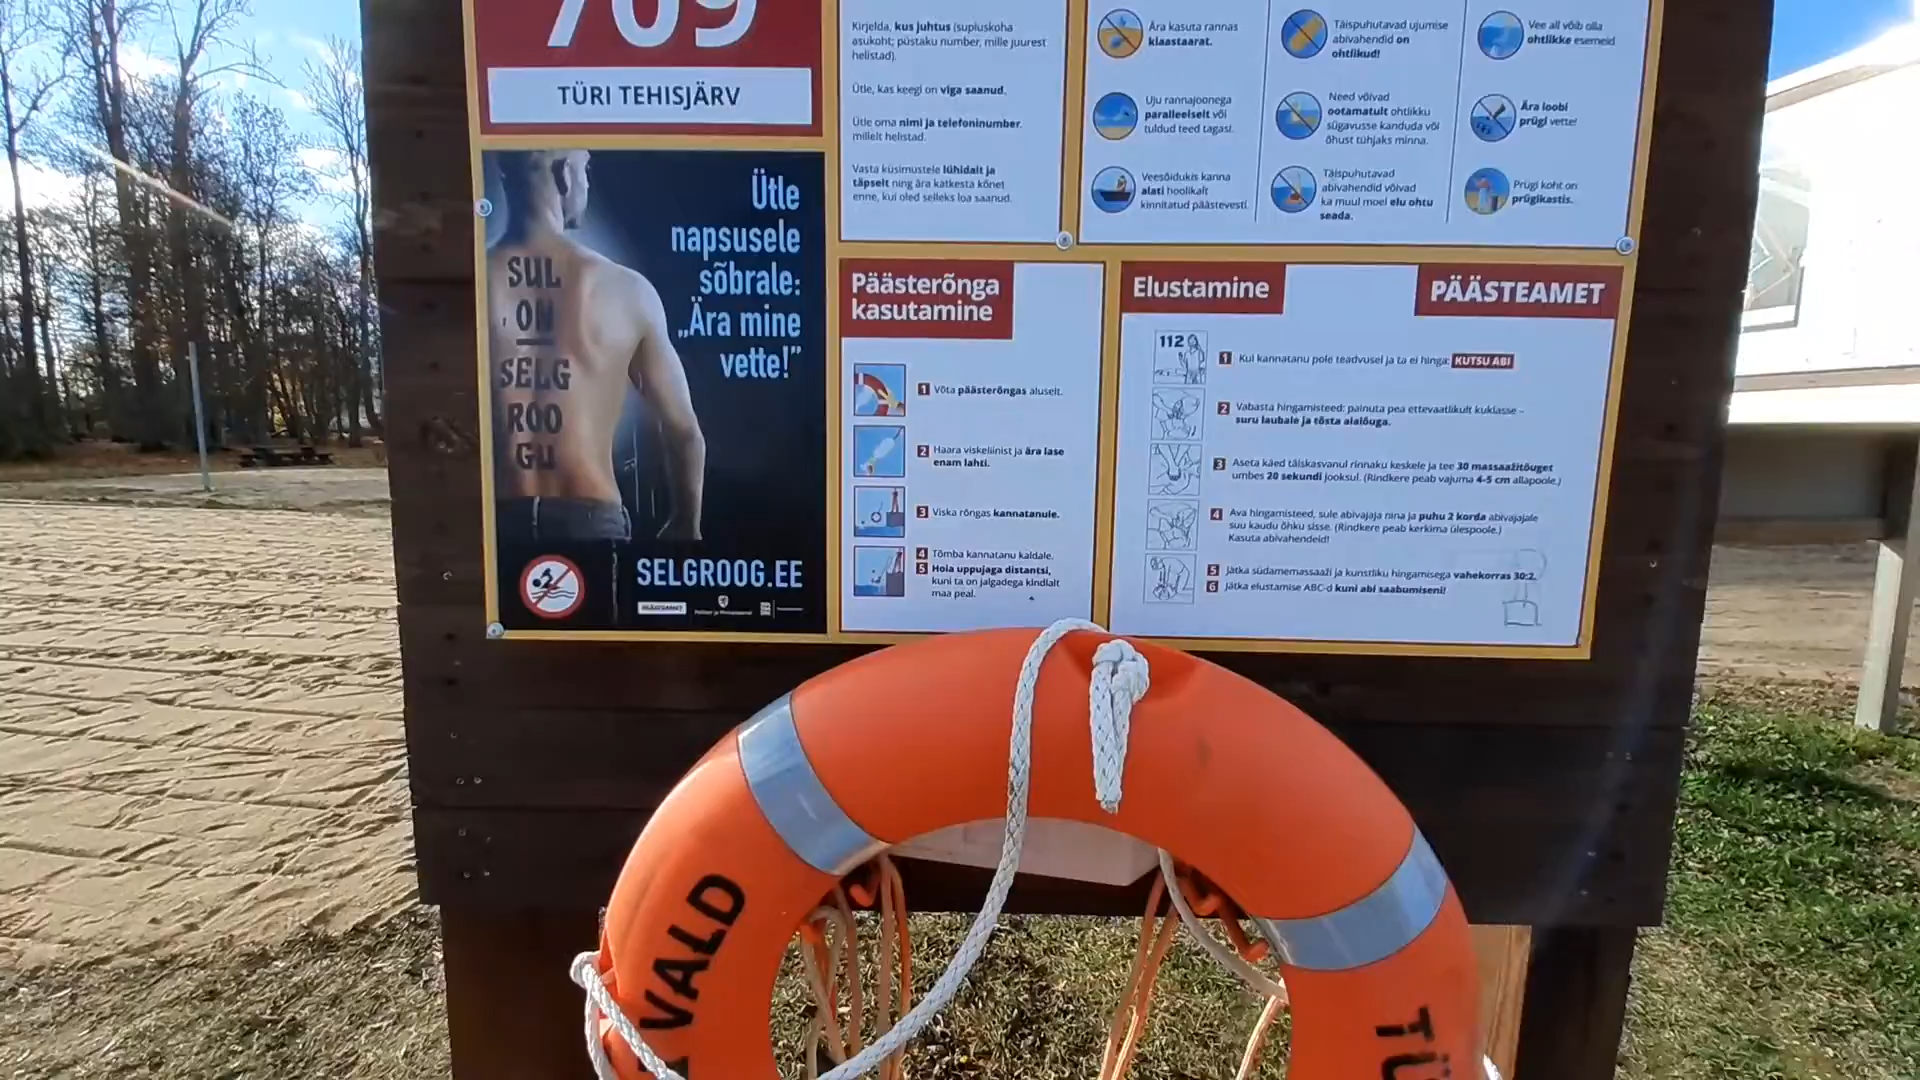 709
TÜRI TEHISJÄRV
Kirjelda, kus juhtus (supluskoha
asukoht; püstaku number, mille juurest
helistad).
Ütle, kas keegi on viga saanud.
Ütle oma nimi ja telefoninumber,
millelt helistad.
Vasta küsimustele lühidalt ja
täpselt ning ära katkesta kõnet
enne, kui oled selleks loa saanud.
Ära kasuta rannas
klaastaarat.
Uju rannajoonega
paralleelselt või
tuldud teed tagasi.
Veesõidukis kanna
alati hoolikalt
kinnitatud päästevesti.
Täispuhutavad ujumise
abivahendid on
ohtlikud!
Need võivad
ootamatult ohtlikku
sügavusse kanduda või
õhust tühjaks minna.
Täispuhutavad
abivahendid võivad
ka muul moel elu ohtu
seada.
Vee all võib olla
ohtlikke esemeid
Ära loobi
prügi vette!
Prügi koht on
prügikastis.
SUL
ON
SELG
ROO
GU
Ütle
napsusele
sõbrale:
„Ära mine
vette!”
SELGROOG.EE
PÄÄSTEAMET
Päästerõnga
kasutamine
1 Võta päästerõngas aluselt.
2 Haara viskeliinist ja ära lase
enam lahti.
3 Viska rõngas kannatanule.
4 Tõmba kannatanu kaldale.
5 Hoia uppujaga distantsi,
kuni ta on jalgadega kindlalt
maa peal.
Elustamine
PÄÄSTEAMET
112
1 Kui kannatanu pole teadvusel ja ta ei hinga: KUTSU ABI
2 Vabasta hingamisteed: painuta pea ettevaatlikult kuklasse –
suru laubale ja tõsta alalõuga.
3 Aseta käed täiskasvanul rinnaku keskele ja tee 30 massaažitõuget
umbes 20 sekundi jooksul. (Rindkere peab vajuma 4-5 cm allapoole.)
4 Ava hingamisteed, sule abivajaja nina ja puhu 2 korda abivajajale
suu kaudu õhku sisse. (Rindkere peab kerkima ülespoole.)
Kasuta abivahendeid!
5 Jätka südamemassaaži ja kunstliku hingamisega vahekorras 30:2.
6 Jätka elustamise ABC-d kuni abi saabumiseni!
VALD
TÜ